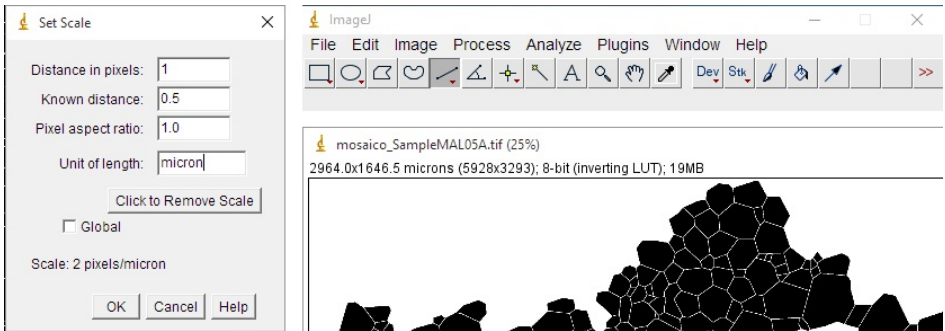 Set Scale
Distance in pixels: 1
Known distance: 0.5
Pixel aspect ratio: 1.0
Unit of length: micron
Click to Remove Scale
Global
Scale: 2 pixels/micron
OK Cancel Help
ImageJ
File Edit Image Process Analyze Plugins Window Help
A Dev Stk >>
mosaico_SampleMAL05A.tif (25%)
2964.0x1646.5 microns (5928x3293); 8-bit (inverting LUT); 19MB